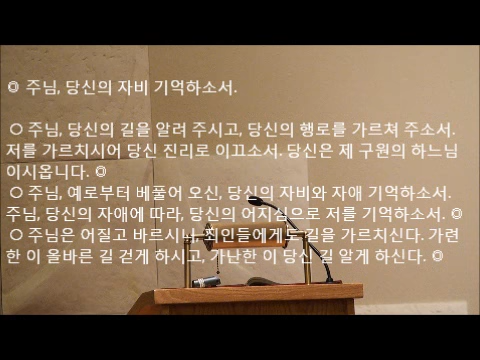 ◎ 주님, 당신의 자비 기억하소서.
○ 주님, 당신의 길을 알려 주시고, 당신의 행로를 가르쳐 주소서.
저를 가르치시어 당신 진리로 이끄소서. 당신은 제 구원의 하느님
이시옵니다. ◎
○ 주님, 예로부터 베풀어 오신, 당신의 자비와 자애 기억하소서.
주님, 당신의 자애에 따라, 당신의 어지심으로 저를 기억하소서. ◎
○ 주님은 어질고 바르시니, 죄인들에게도 길을 가르치신다. 가련
한 이 올바른 길 걷게 하시고, 가난한 이 당신 길 알게 하신다. ◎